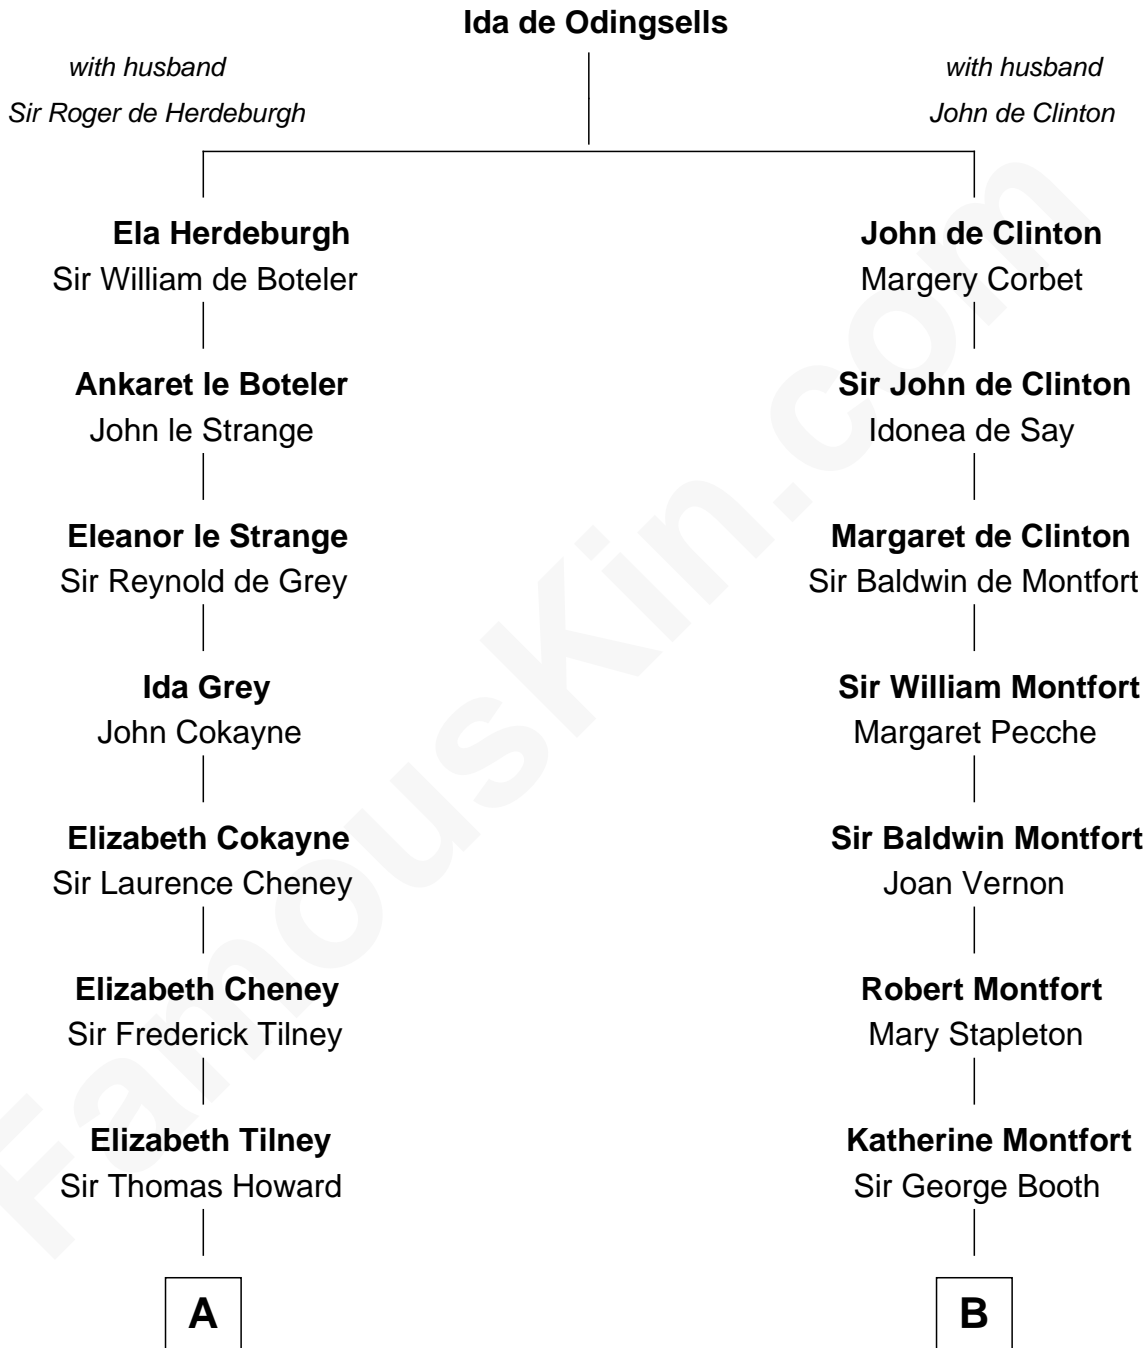 Ida de Odingsells
with husband
Sir Roger de Herdeburgh
with husband
John de Clinton
Ela Herdeburgh
Sir William de Boteler
John de Clinton
Margery Corbet
Ankaret le Boteler
John le Strange
Sir John de Clinton
Idonea de Say
Eleanor le Strange
Sir Reynold de Grey
Margaret de Clinton
Sir Baldwin de Montfort
Ida Grey
John Cokayne
Sir William Montfort
Margaret Pecche
Elizabeth Cokayne
Sir Laurence Cheney
Sir Baldwin Montfort
Joan Vernon
Elizabeth Cheney
Sir Frederick Tilney
Robert Montfort
Mary Stapleton
Elizabeth Tilney
Sir Thomas Howard
Katherine Montfort
Sir George Booth
A
B
FamousKin.com